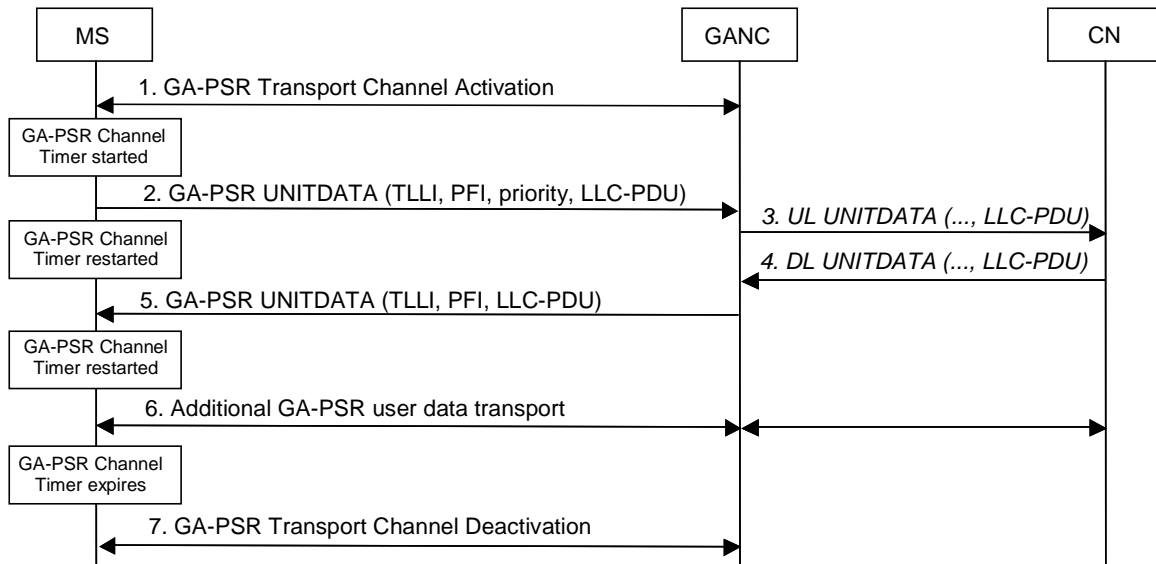 MS
GANC
CN
1. GA-PSR Transport Channel Activation
GA-PSR Channel
Timer started
2. GA-PSR UNITDATA (TLLI, PFI, priority, LLC-PDU)
3. UL UNITDATA (..., LLC-PDU)
GA-PSR Channel
Timer restarted
4. DL UNITDATA (..., LLC-PDU)
5. GA-PSR UNITDATA (TLLI, PFI, LLC-PDU)
GA-PSR Channel
Timer restarted
6. Additional GA-PSR user data transport
GA-PSR Channel
Timer expires
7. GA-PSR Transport Channel Deactivation